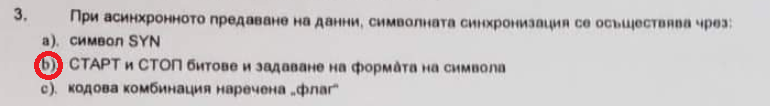 3. При асинхронното предаване на данни, символната синхронизация се осъществява чрез:
a). символ SYN
b). СТАРТ и СТОП битове и задаване на формàта на символа
c). кодова комбинация наречена „флаг“